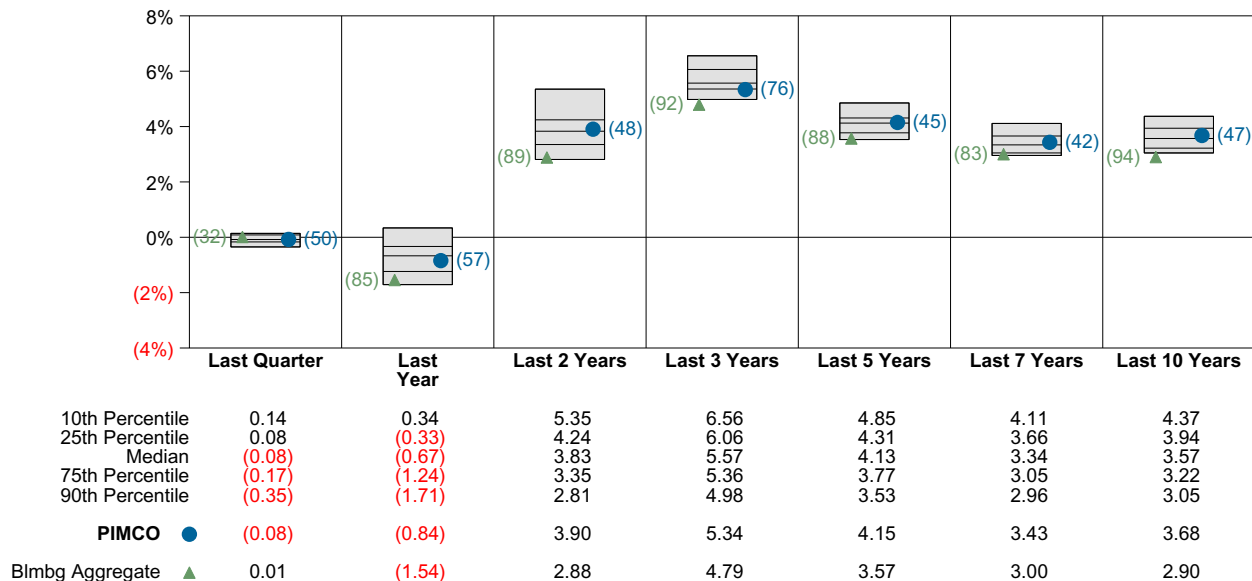 8%
6%
4%
2%
0%
(2%)
(4%)
(32) (50)
(85) (57)
(89) (48)
(92) (76)
(88) (45)
(83) (42)
(94) (47)
Last Quarter Last Year Last 2 Years Last 3 Years Last 5 Years Last 7 Years Last 10 Years
10th Percentile 0.14 0.34 5.35 6.56 4.85 4.11 4.37
25th Percentile 0.08 (0.33) 4.24 6.06 4.31 3.66 3.94
Median (0.08) (0.67) 3.83 5.57 4.13 3.34 3.57
75th Percentile (0.17) (1.24) 3.35 5.36 3.77 3.05 3.22
90th Percentile (0.35) (1.71) 2.81 4.98 3.53 2.96 3.05
PIMCO (0.08) (0.84) 3.90 5.34 4.15 3.43 3.68
Blmbg Aggregate 0.01 (1.54) 2.88 4.79 3.57 3.00 2.90